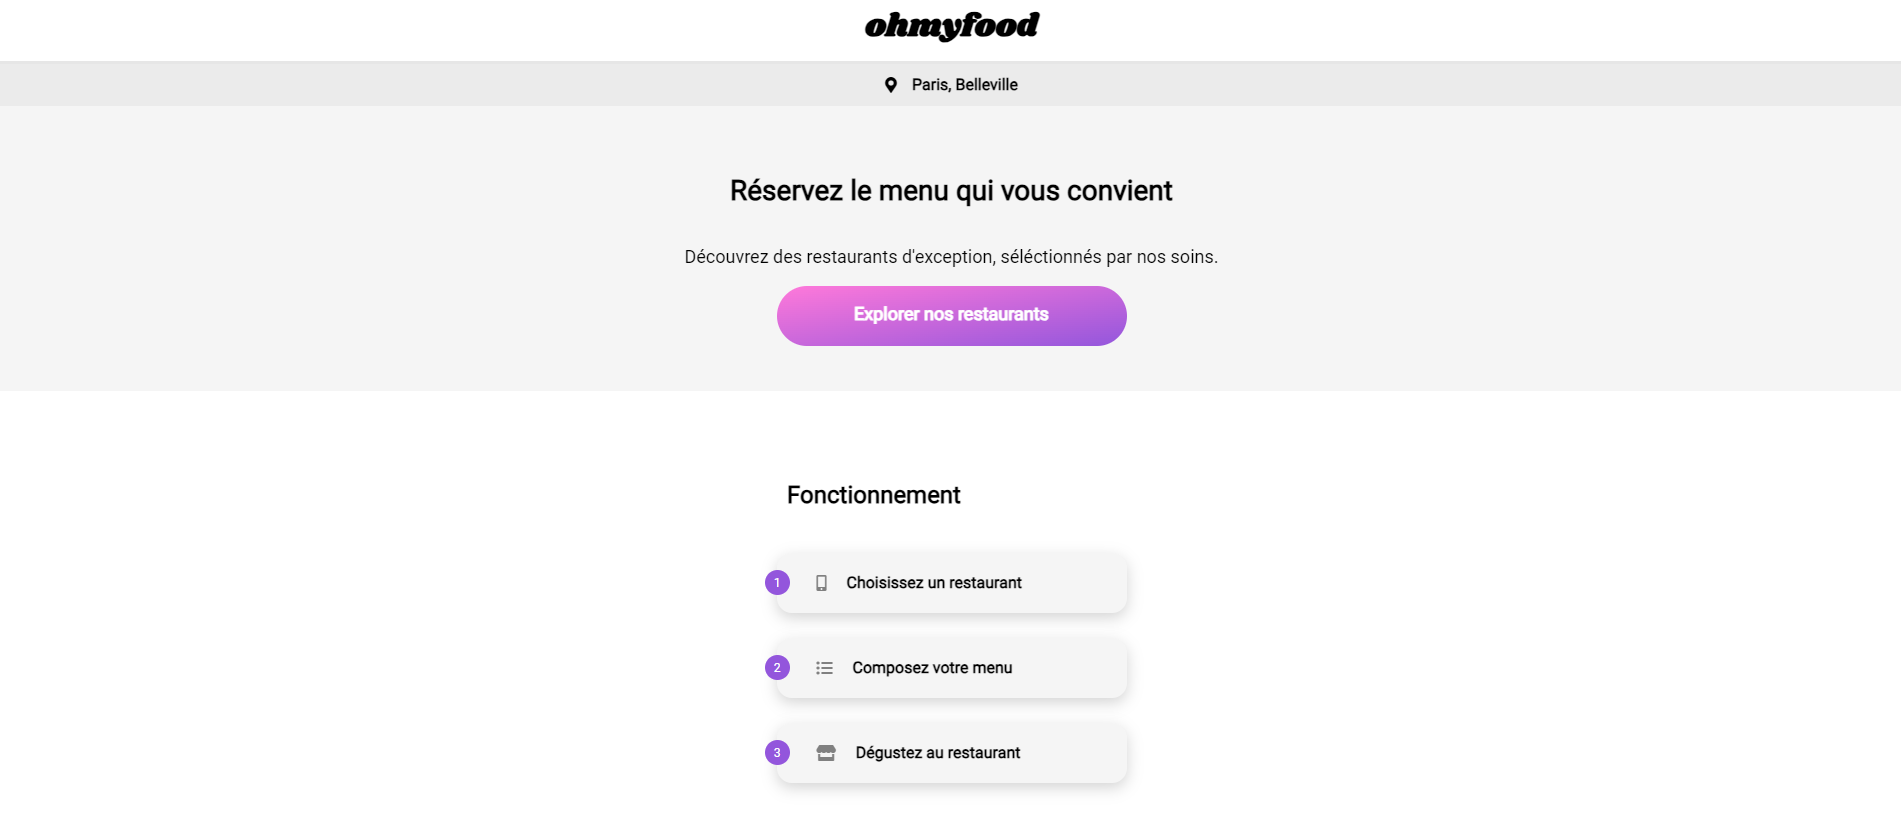 ohmyfood
Paris, Belleville
Réservez le menu qui vous convient
Découvrez des restaurants d'exception, séléctionnés par nos soins.
Explorer nos restaurants
Fonctionnement
1 Choisissez un restaurant
2 Composez votre menu
3 Dégustez au restaurant